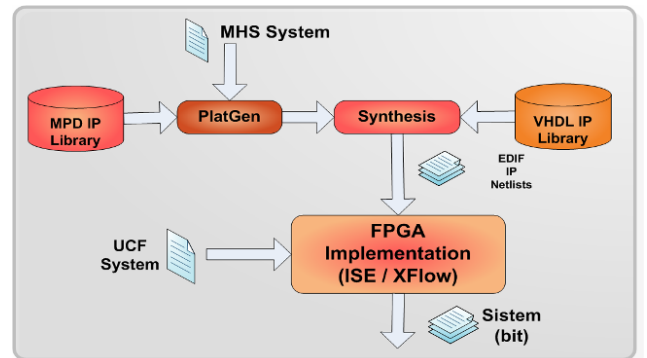 MHS System
MPD IP
Library
PlatGen
Synthesis
VHDL IP
Library
EDIF
IP
Netlists
UCF
System
FPGA
Implementation
(ISE / XFlow)
Sistem
(bit)